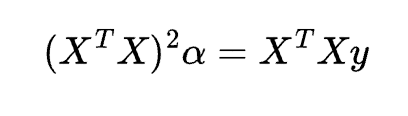 (X^T X)^2 α = X^T X y